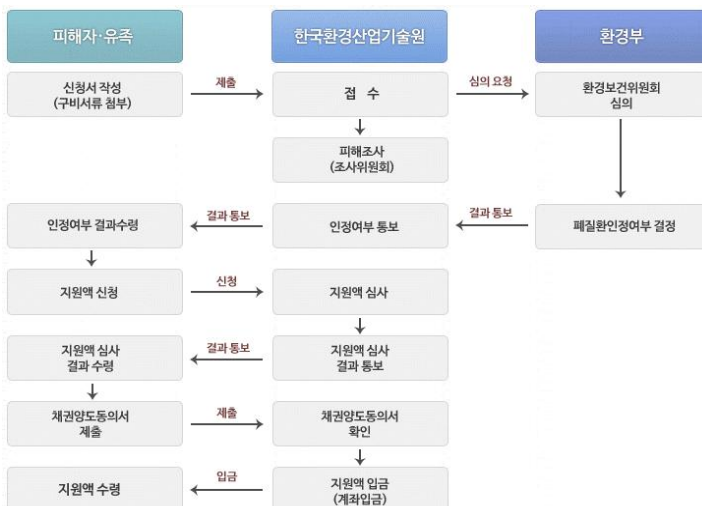 피해자·유족
한국환경산업기술원
환경부
신청서 작성
(구비서류 첨부)
제출
접 수
심의 요청
환경보건위원회
심의
피해조사
(조사위원회)
인정여부 결과수령
결과 통보
인정여부 통보
결과 통보
폐질환인정여부 결정
지원액 신청
신청
지원액 심사
지원액 심사
결과 수령
결과 통보
지원액 심사
결과 통보
채권양도동의서
제출
제출
채권양도동의서
확인
지원액 수령
입금
지원액 입금
(계좌입금)